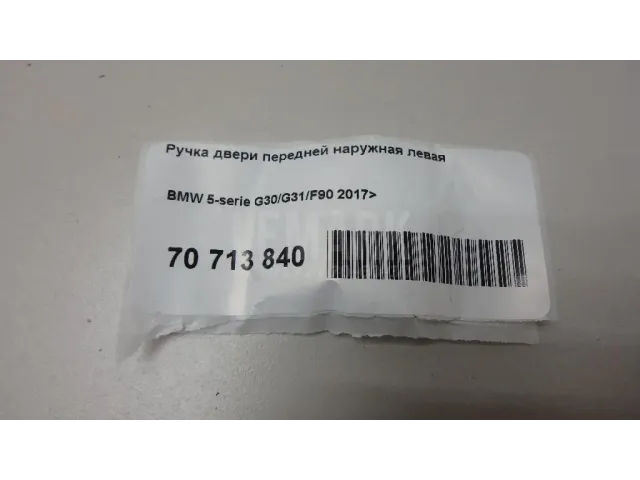 Ручка двери передней наружная левая
BMW 5-serie G30/G31/F90 2017>
70 713 840